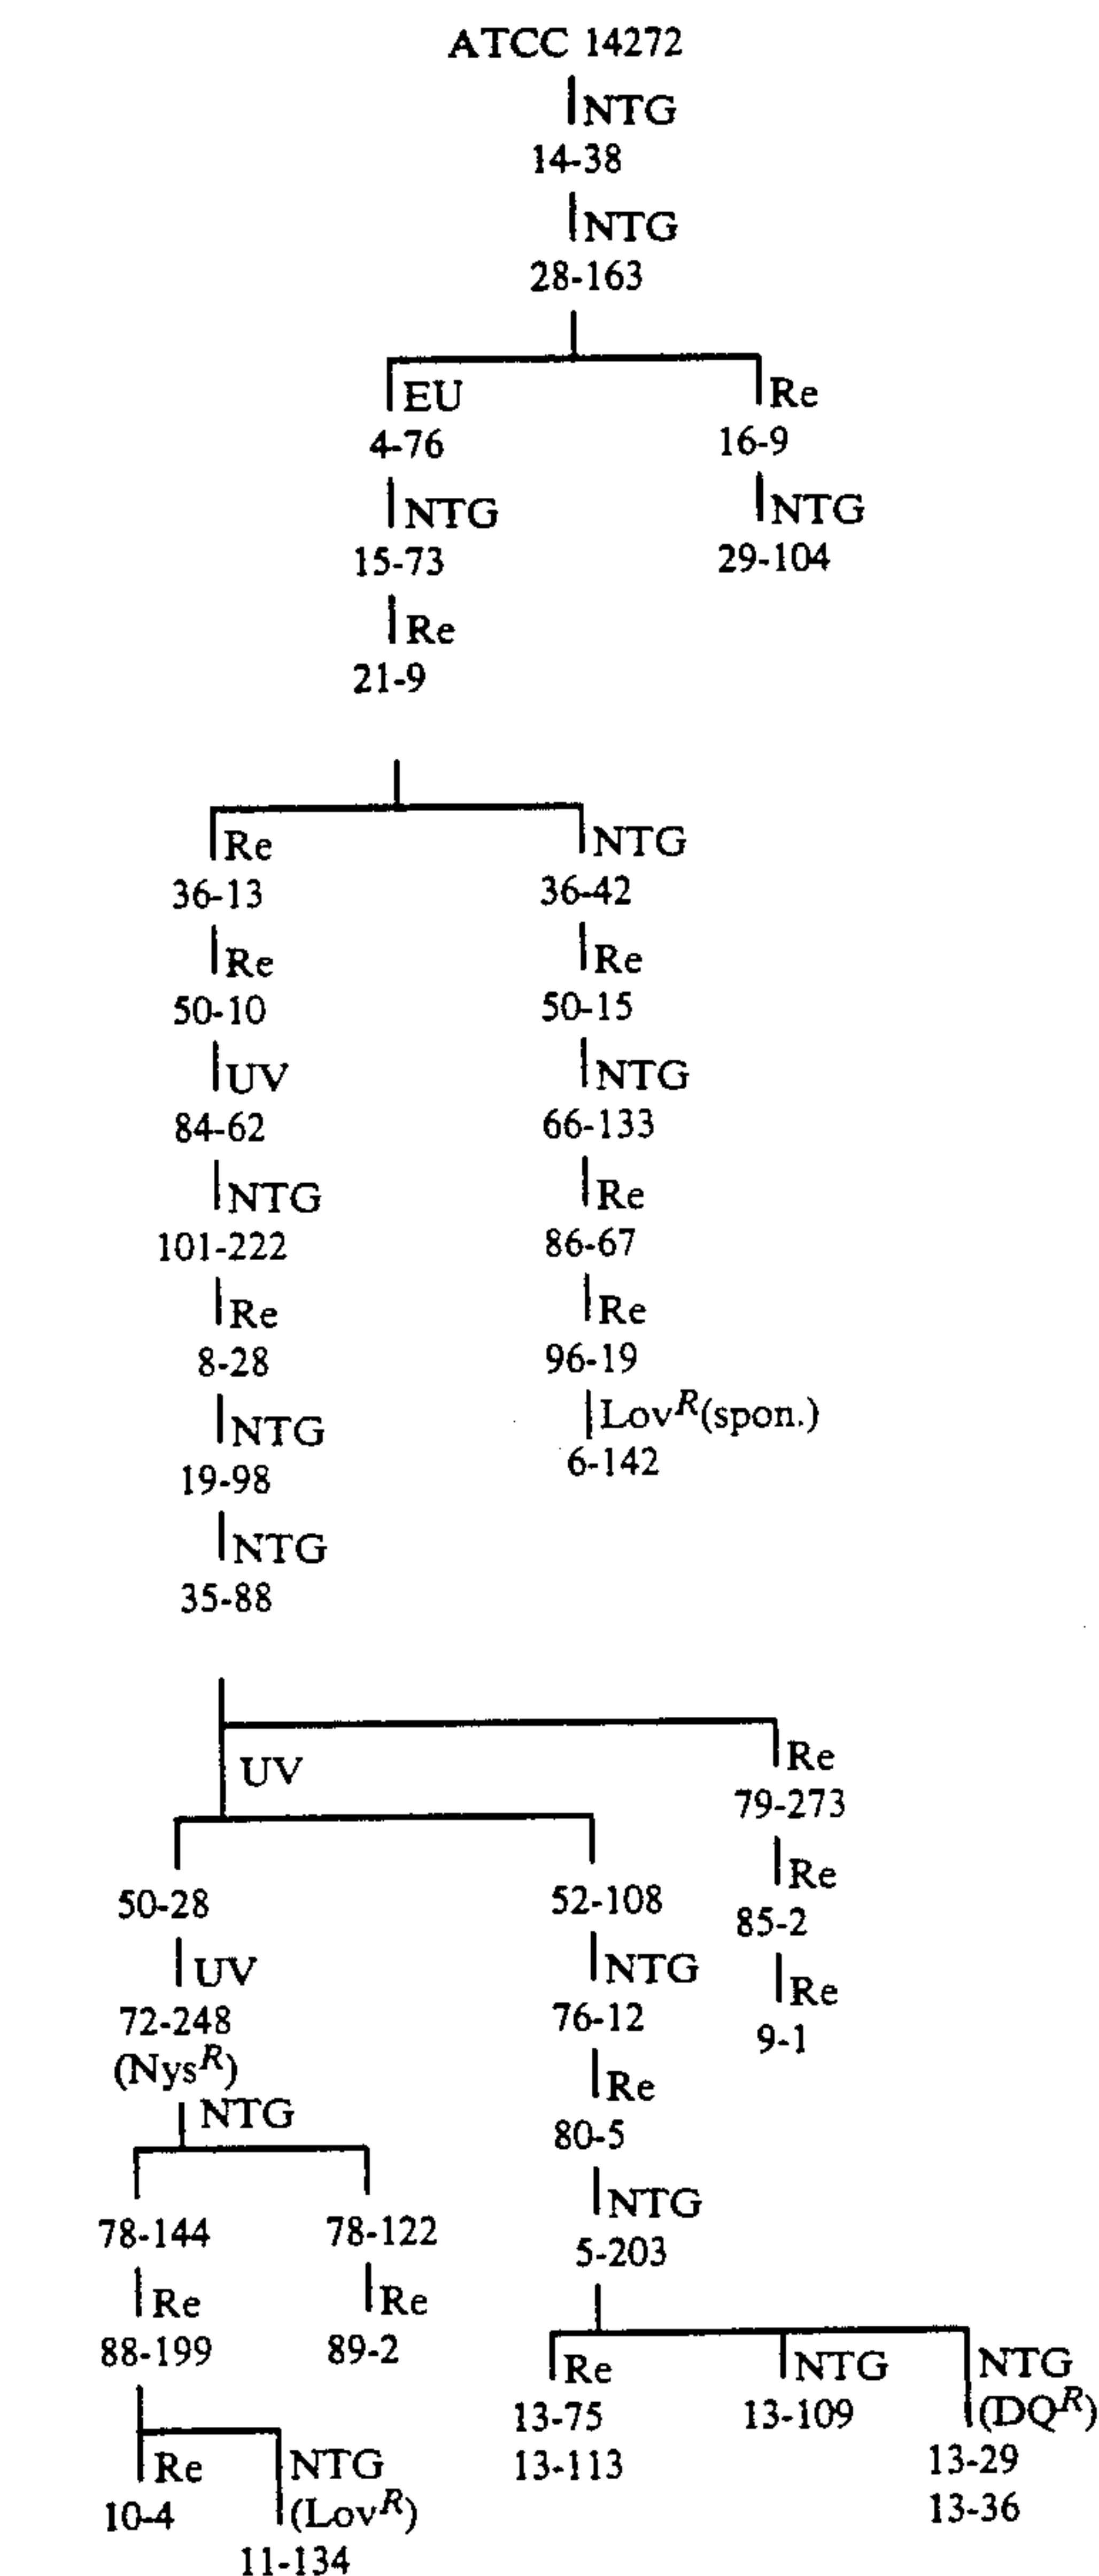 ATCC 14272
NTG
14-38
NTG
28-163
EU
4-76
NTG
15-73
Re
21-9
Re
16-9
NTG
29-104
Re
36-13
Re
50-10
UV
84-62
NTG
101-222
Re
8-28
NTG
19-98
NTG
35-88
NTG
36-42
Re
50-15
NTG
66-133
Re
86-67
Re
96-19
Lov^R(spon.)
6-142
UV
50-28
UV
72-248
(Nys^R)
NTG
78-144
Re
88-199
Re
10-4
NTG
(Lov^R)
11-134
78-122
Re
89-2
52-108
NTG
76-12
Re
80-5
NTG
5-203
Re
13-75
13-113
NTG
13-109
NTG
(DQ^R)
13-29
13-36
Re
79-273
Re
85-2
Re
9-1